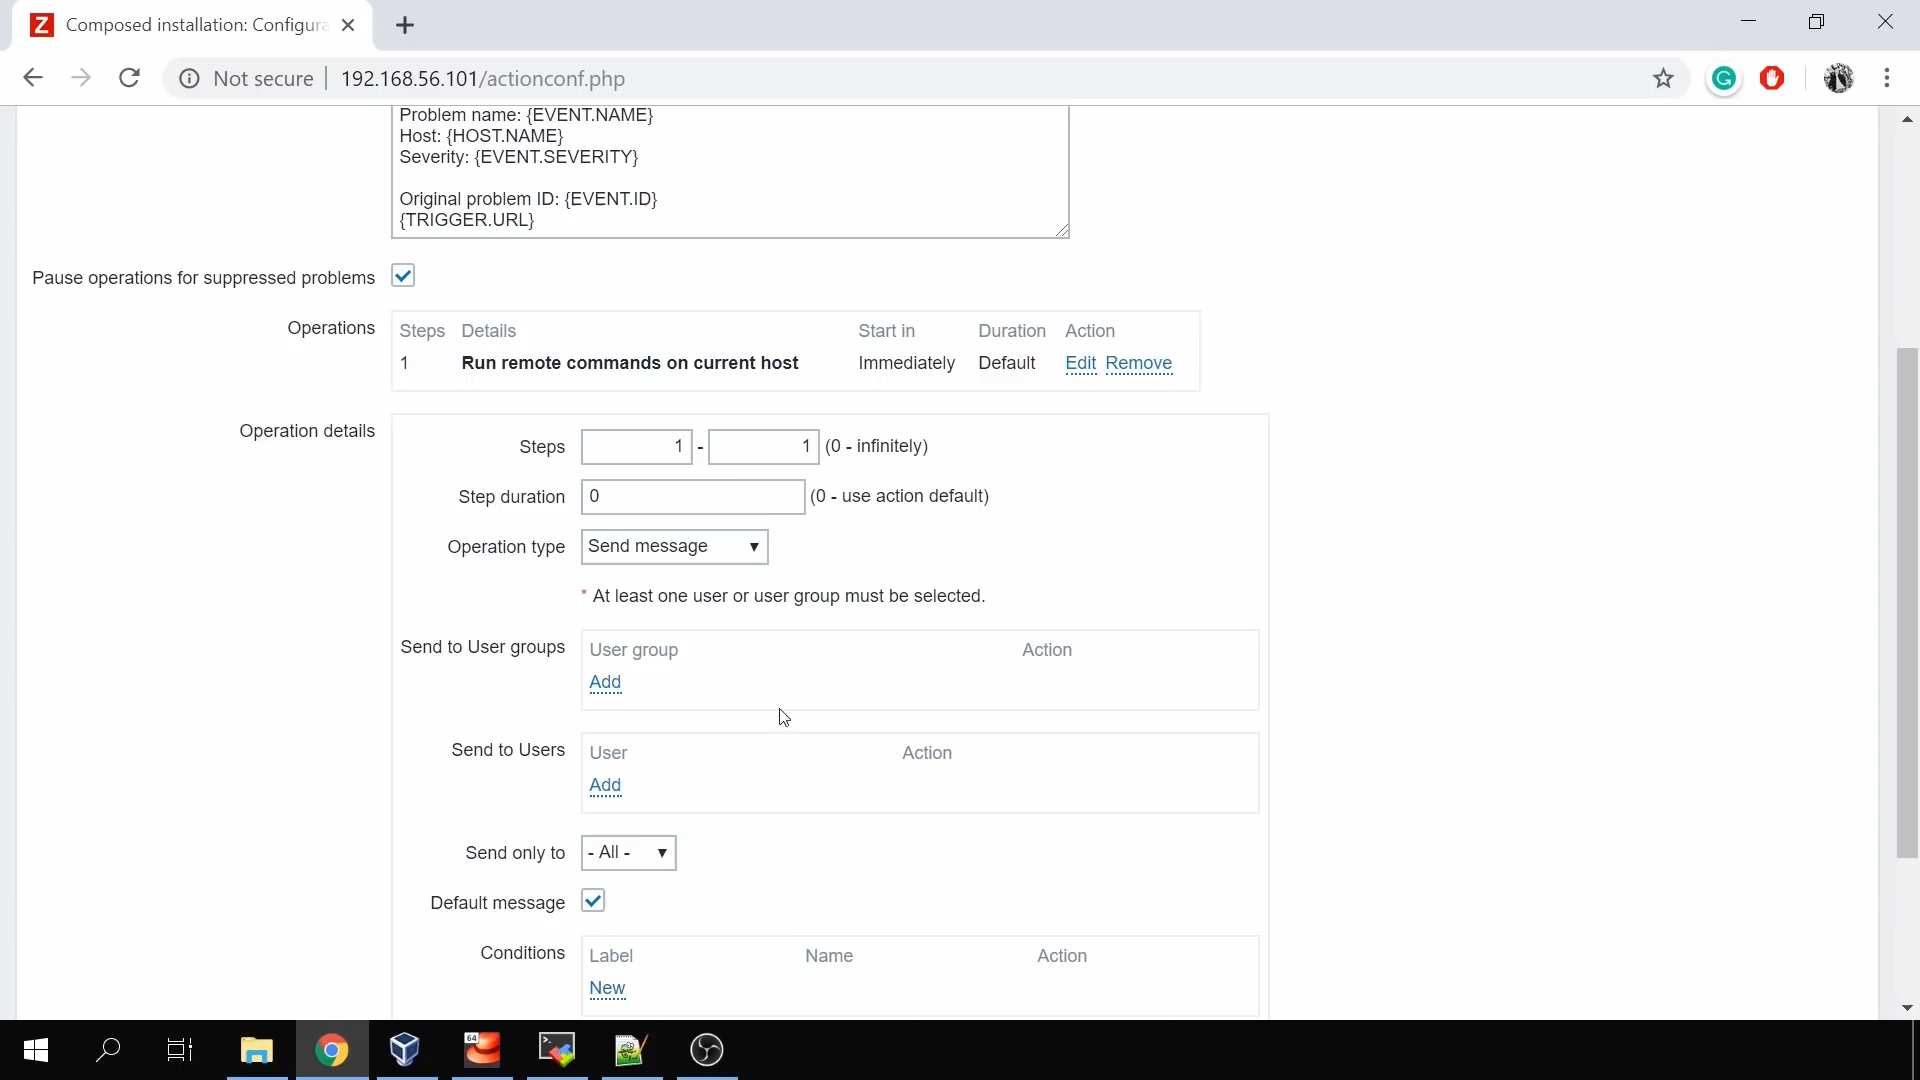 Composed installation: Configura
Not secure | 192.168.56.101/actionconf.php
Problem name: {EVENT.NAME}
Host: {HOST.NAME}
Severity: {EVENT.SEVERITY}
Original problem ID: {EVENT.ID}
{TRIGGER.URL}
Pause operations for suppressed problems
Operations Steps Details Start in Duration Action
1 Run remote commands on current host Immediately Default Edit Remove
Operation details
Steps 1 - 1 (0 - infinitely)
Step duration 0 (0 - use action default)
Operation type Send message
* At least one user or user group must be selected.
Send to User groups User group Action
Add
Send to Users User Action
Add
Send only to - All -
Default message
Conditions Label Name Action
New
64